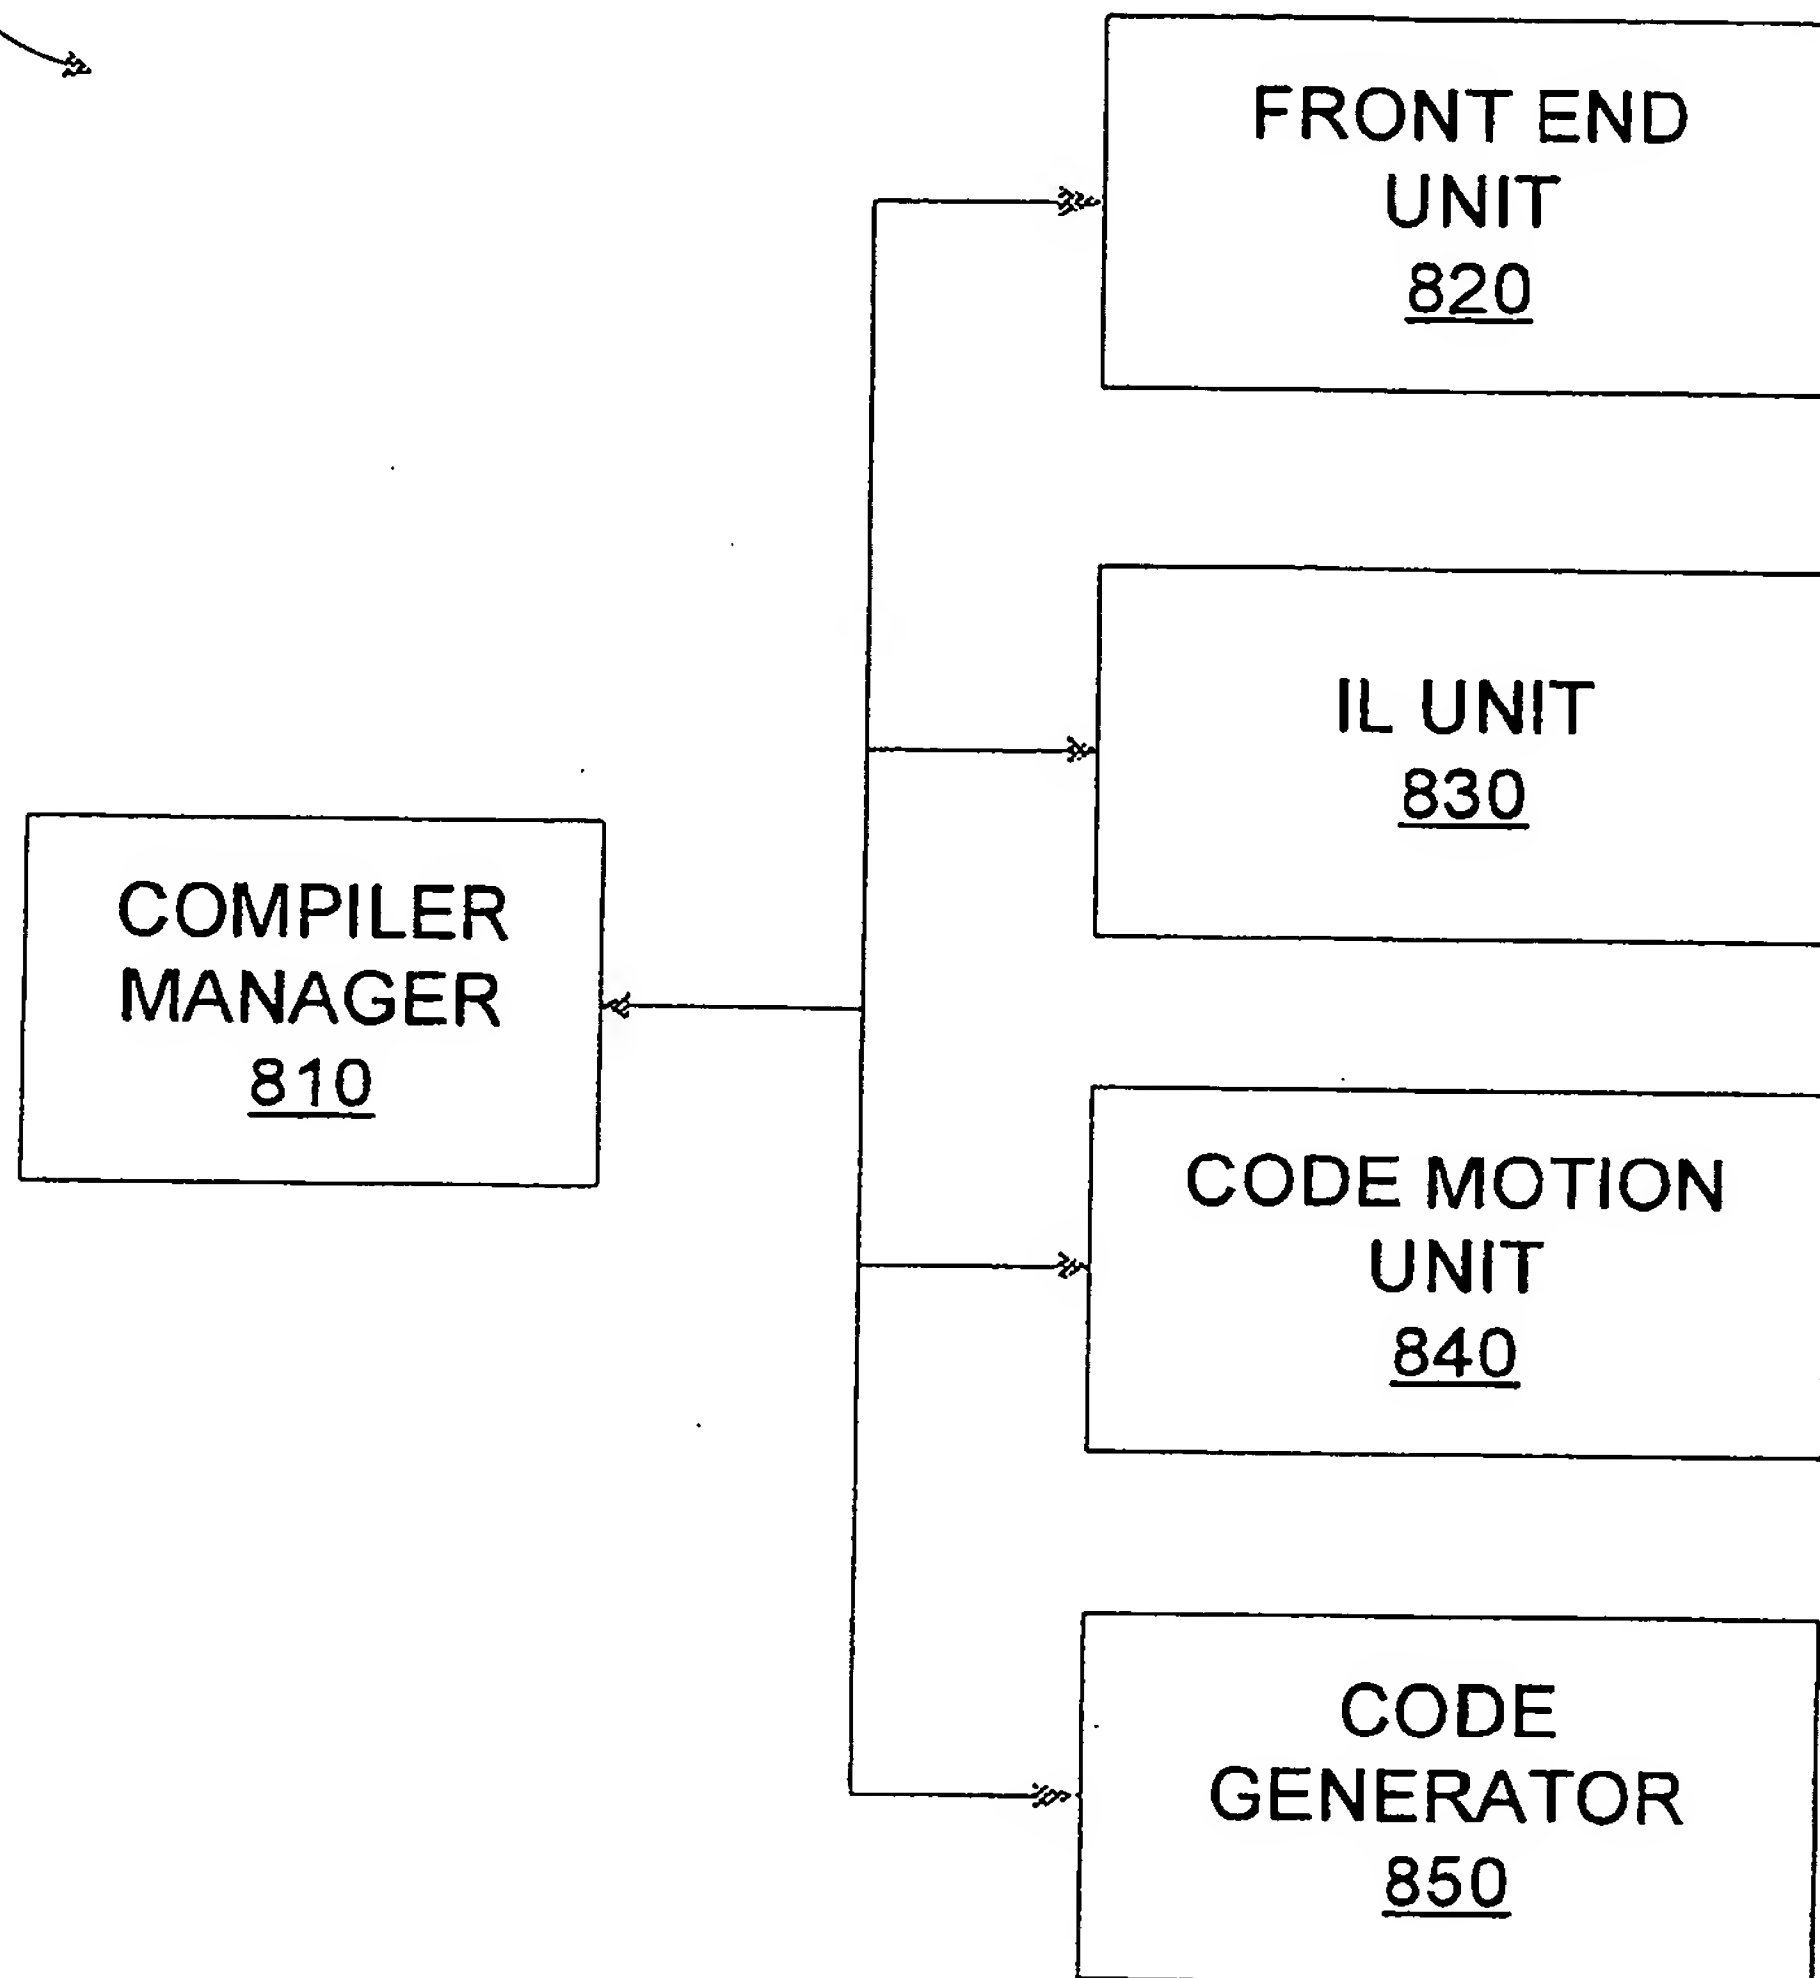 FRONT END
UNIT
820
IL UNIT
830
COMPILER
MANAGER
810
CODE MOTION
UNIT
840
CODE
GENERATOR
850